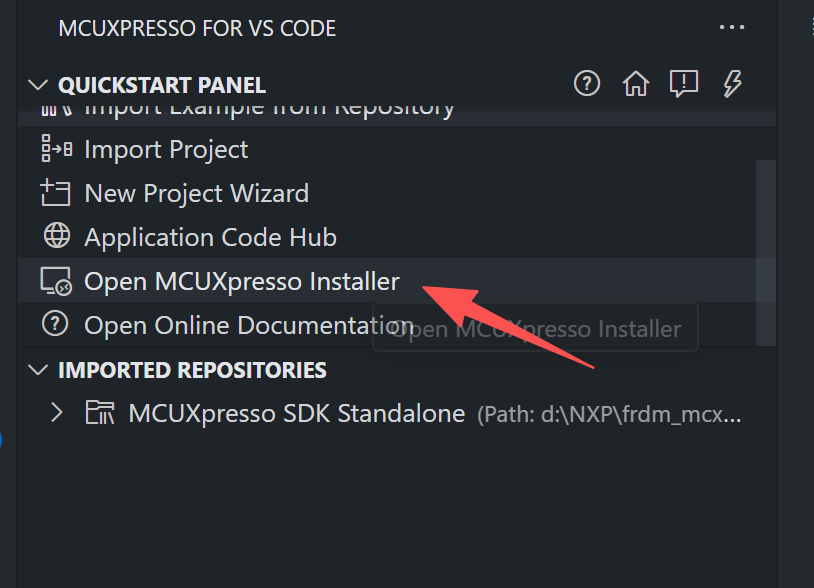 MCUXPRESSO FOR VS CODE
QUICKSTART PANEL
Import Example from Repository
Import Project
New Project Wizard
Application Code Hub
Open MCUXpresso Installer
Open Online Documentation
Open MCUXpresso Installer
IMPORTED REPOSITORIES
MCUXpresso SDK Standalone (Path: d:\NXP\frdm_mcx...